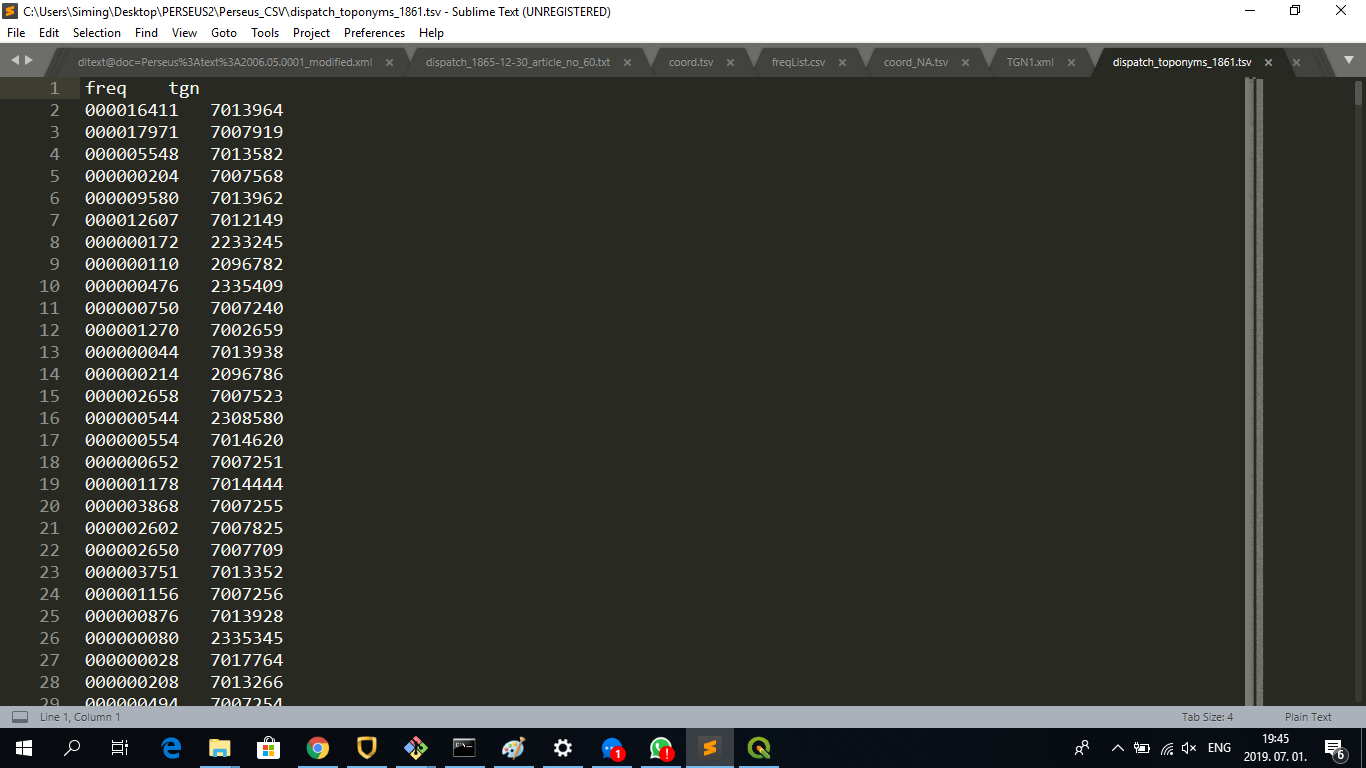 C:\Users\Siming\Desktop\PERSEUS2\Perseus_CSV\dispatch_toponyms_1861.tsv - Sublime Text (UNREGISTERED)
File Edit Selection Find View Goto Tools Project Preferences Help
dltext@doc=Perseus%3Atext%3A2006.05.0001_modified.xml dispatch_1865-12-30_article_no_60.txt coord.tsv freqList.csv coord_NA.tsv TGN1.xml dispatch_toponyms_1861.tsv
1 freq tgn
2 000016411 7013964
3 000017971 7007919
4 000005548 7013582
5 000000204 7007568
6 000009580 7013962
7 000012607 7012149
8 000000172 2233245
9 000000110 2096782
10 000000476 2335409
11 000000750 7007240
12 000001270 7002659
13 000000044 7013938
14 000000214 2096786
15 000002658 7007523
16 000000544 2308580
17 000000554 7014620
18 000000652 7007251
19 000001178 7014444
20 000003868 7007255
21 000002602 7007825
22 000002650 7007709
23 000003751 7013352
24 000001156 7007256
25 000000876 7013928
26 000000080 2335345
27 000000028 7017764
28 000000208 7013266
29 000000494 7007254
Line 1, Column 1 Tab Size: 4 Plain Text
1 ENG 19:45 6
2019. 07. 01.